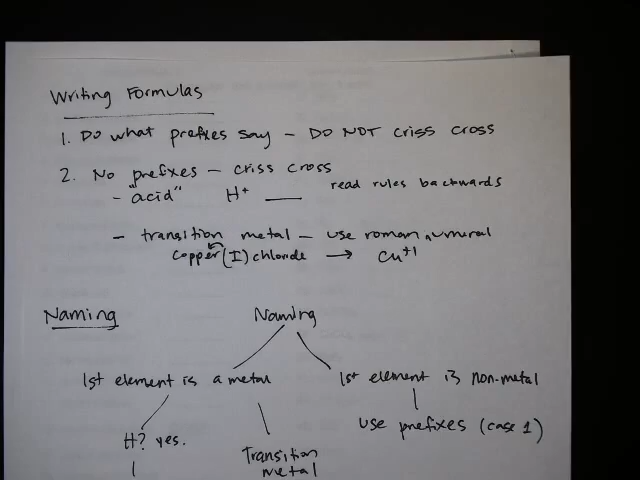 Writing Formulas
1. Do what prefixes say – DO NOT criss cross
2. No prefixes – criss cross
- "acid" H+ ___ read rules backwards
- transition metal – use roman numeral
copper (I) chloride → Cu+1
Naming
Naming
1st element is a metal
1st element is non-metal
H? yes.
Transition metal
use prefixes (case 1)